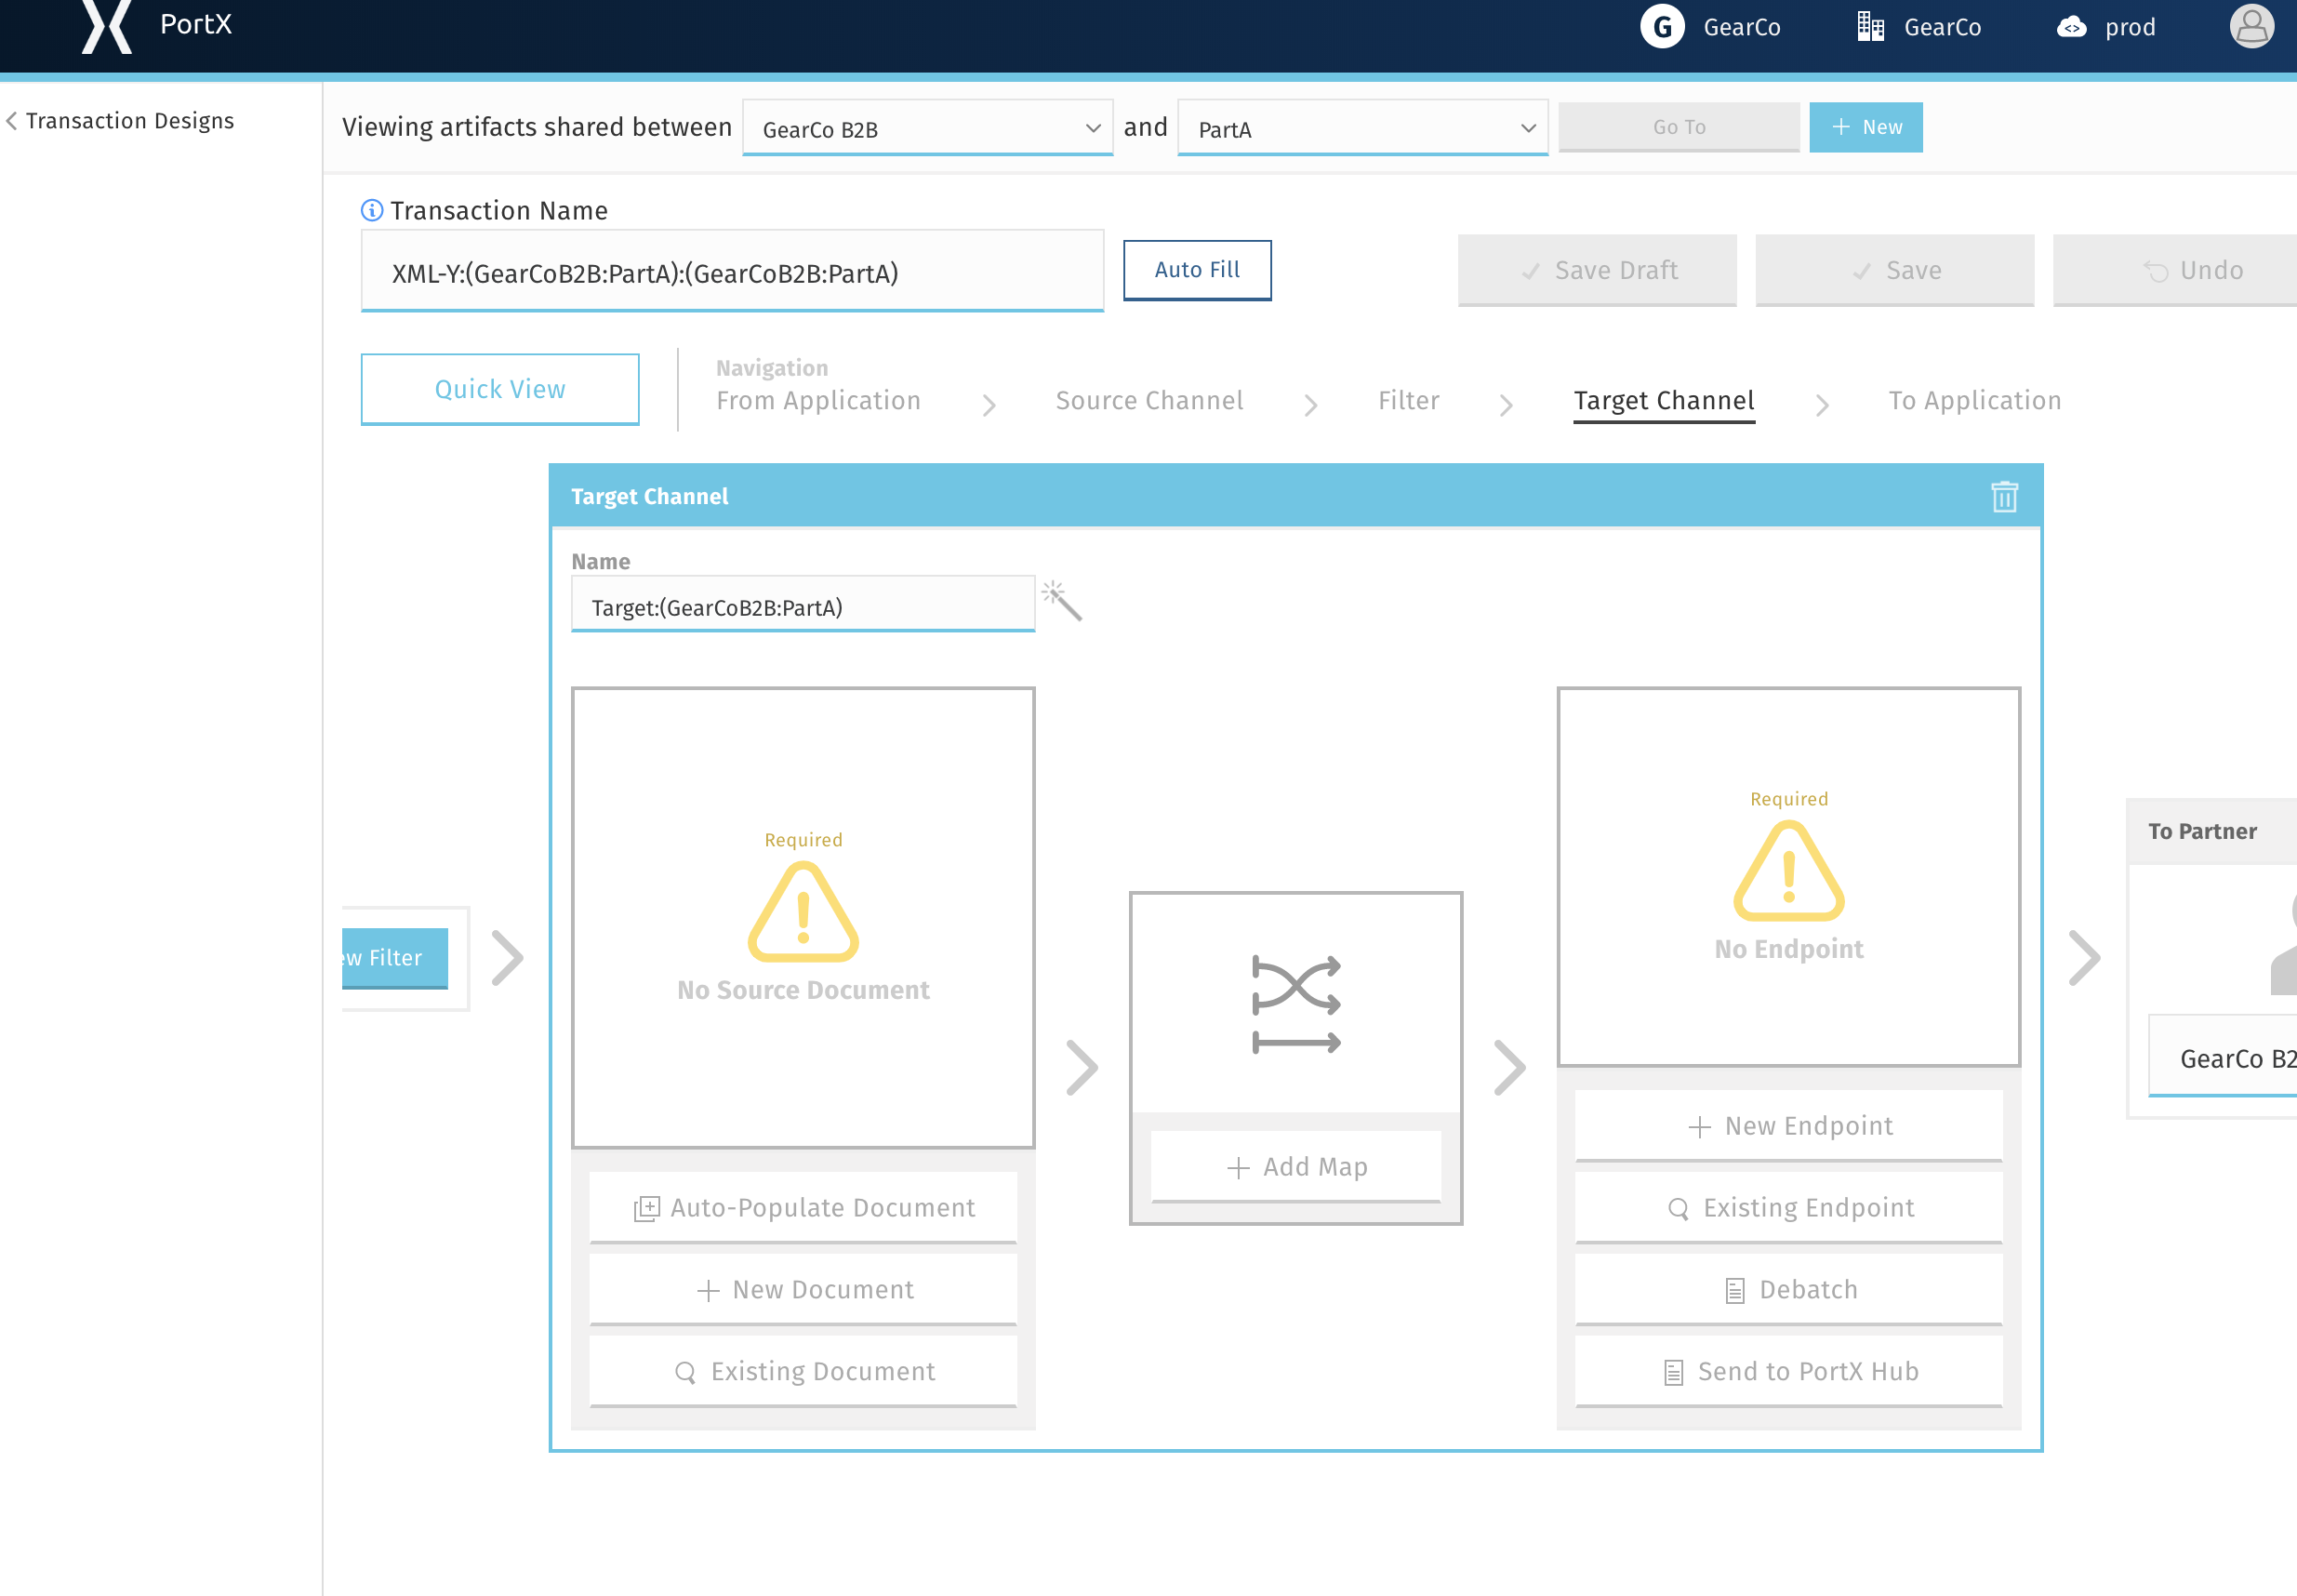 PortX
G GearCo
GearCo
prod
Transaction Designs
Viewing artifacts shared between GearCo B2B and PartA Go To + New
Transaction Name
XML-Y:(GearCoB2B:PartA):(GearCoB2B:PartA)
Auto Fill
Save Draft
Save
Undo
Quick View
Navigation
From Application
Source Channel
Filter
Target Channel
To Application
Target Channel
Name
Target:(GearCoB2B:PartA)
Required
No Source Document
Auto-Populate Document
+ New Document
Existing Document
+ Add Map
Required
No Endpoint
+ New Endpoint
Existing Endpoint
Debatch
Send to PortX Hub
Filter
To Partner
GearCo